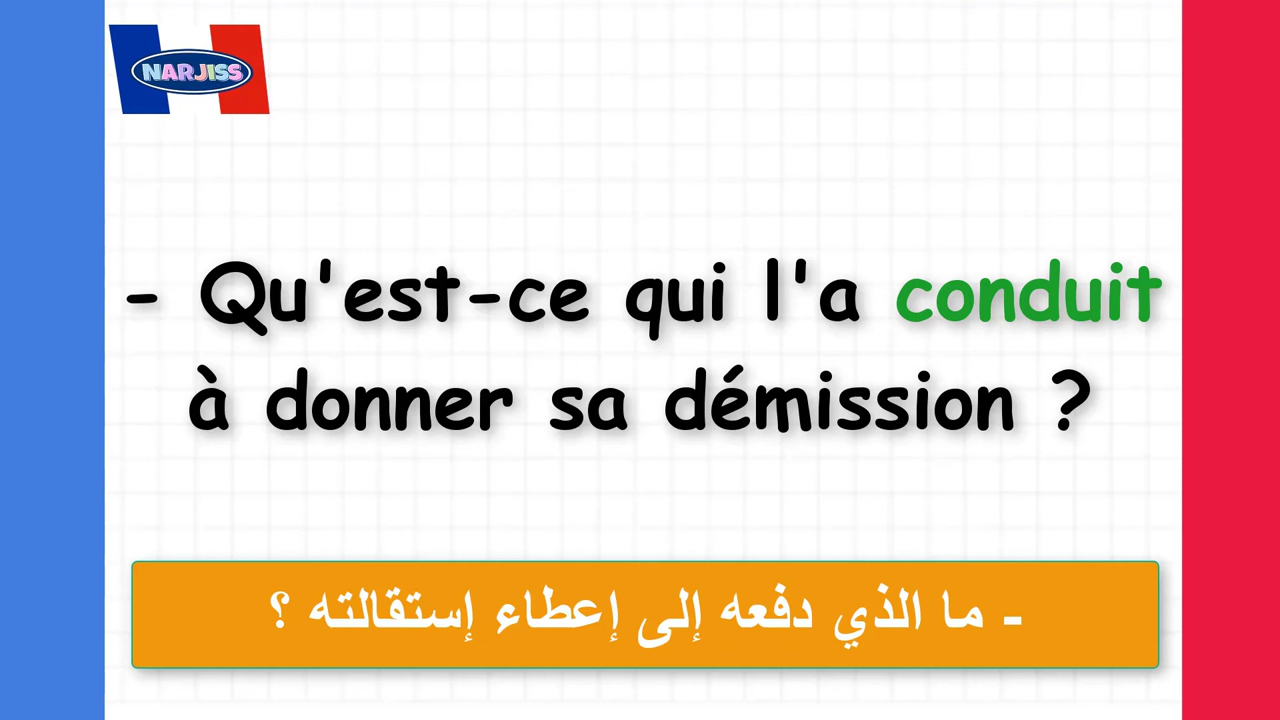 NARJISS
- Qu'est-ce qui l'a conduit
à donner sa démission ?
- ما الذي دفعه إلى إعطاء إستقالته ؟